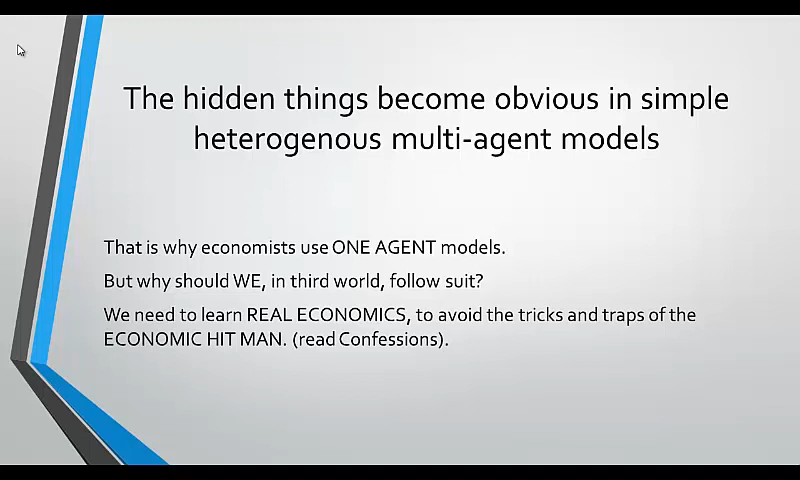 The hidden things become obvious in simple
heterogenous multi-agent models
That is why economists use ONE AGENT models.
But why should WE, in third world, follow suit?
We need to learn REAL ECONOMICS, to avoid the tricks and traps of the
ECONOMIC HIT MAN. (read Confessions).